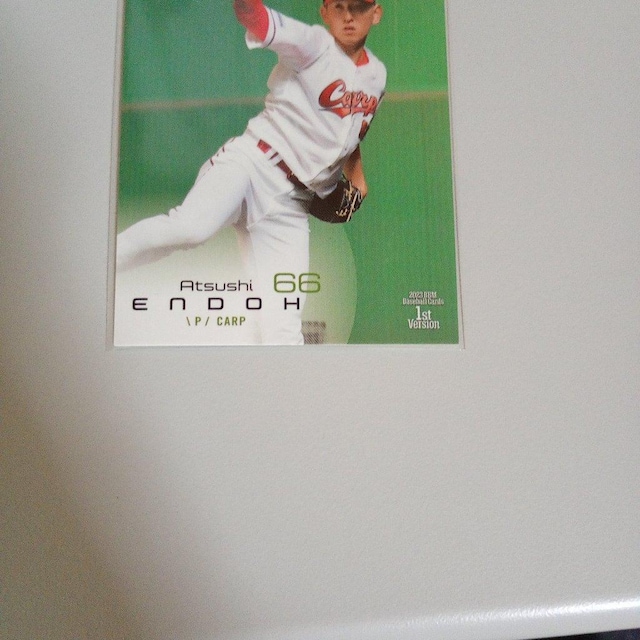 Carp
Atsushi 66
ENDOH
\ P / CARP
2023 BBM
Baseball Cards
1st
Version